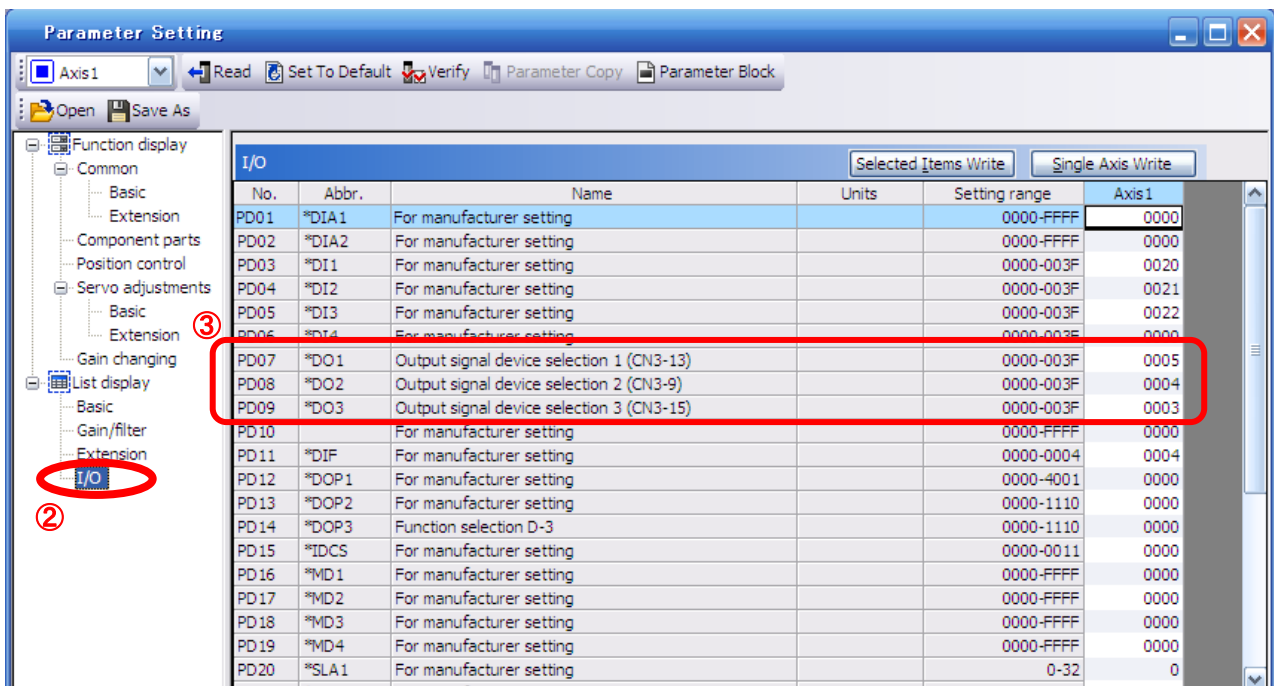 Parameter Setting
Axis1 Read Set To Default Verify Parameter Copy Parameter Block
Open Save As
Function display
Common
Basic
Extension
Component parts
Position control
Servo adjustments
Basic
Extension
Gain changing
List display
Basic
Gain/filter
Extension
I/O
②
③
I/O Selected Items Write Single Axis Write
No. Abbr. Name Units Setting range Axis1
PD01 *DIA1 For manufacturer setting 0000-FFFF 0000
PD02 *DIA2 For manufacturer setting 0000-FFFF 0000
PD03 *DI1 For manufacturer setting 0000-003F 0020
PD04 *DI2 For manufacturer setting 0000-003F 0021
PD05 *DI3 For manufacturer setting 0000-003F 0022
PD06 *DI4 For manufacturer setting 0000-003F 0000
PD07 *DO1 Output signal device selection 1 (CN3-13) 0000-003F 0005
PD08 *DO2 Output signal device selection 2 (CN3-9) 0000-003F 0004
PD09 *DO3 Output signal device selection 3 (CN3-15) 0000-003F 0003
PD10 For manufacturer setting 0000-FFFF 0000
PD11 *DIF For manufacturer setting 0000-0004 0004
PD12 *DOP1 For manufacturer setting 0000-4001 0000
PD13 *DOP2 For manufacturer setting 0000-1110 0000
PD14 *DOP3 Function selection D-3 0000-1110 0000
PD15 *IDCS For manufacturer setting 0000-0011 0000
PD16 *MD1 For manufacturer setting 0000-FFFF 0000
PD17 *MD2 For manufacturer setting 0000-FFFF 0000
PD18 *MD3 For manufacturer setting 0000-FFFF 0000
PD19 *MD4 For manufacturer setting 0000-FFFF 0000
PD20 *SLA1 For manufacturer setting 0-32 0